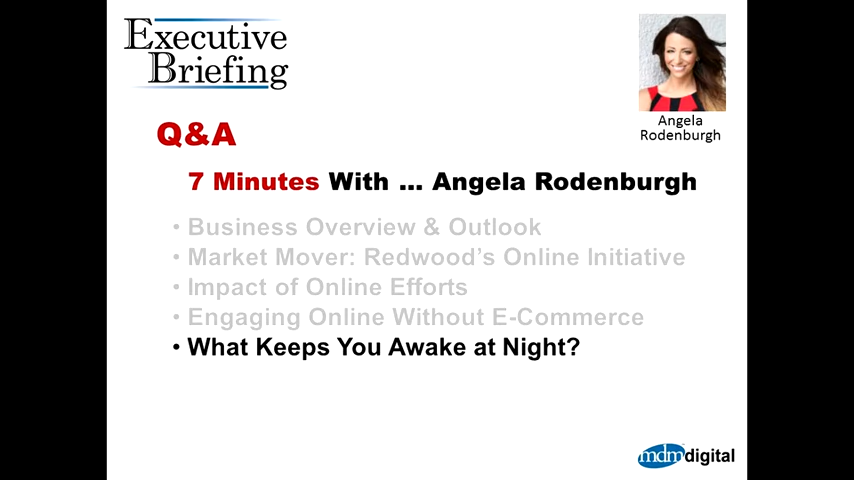 Executive
Briefing
Angela
Rodenburgh
Q&A
7 Minutes With ... Angela Rodenburgh
• Business Overview & Outlook
• Market Mover: Redwood's Online Initiative
• Impact of Online Efforts
• Engaging Online Without E-Commerce
• What Keeps You Awake at Night?
mdmdigital